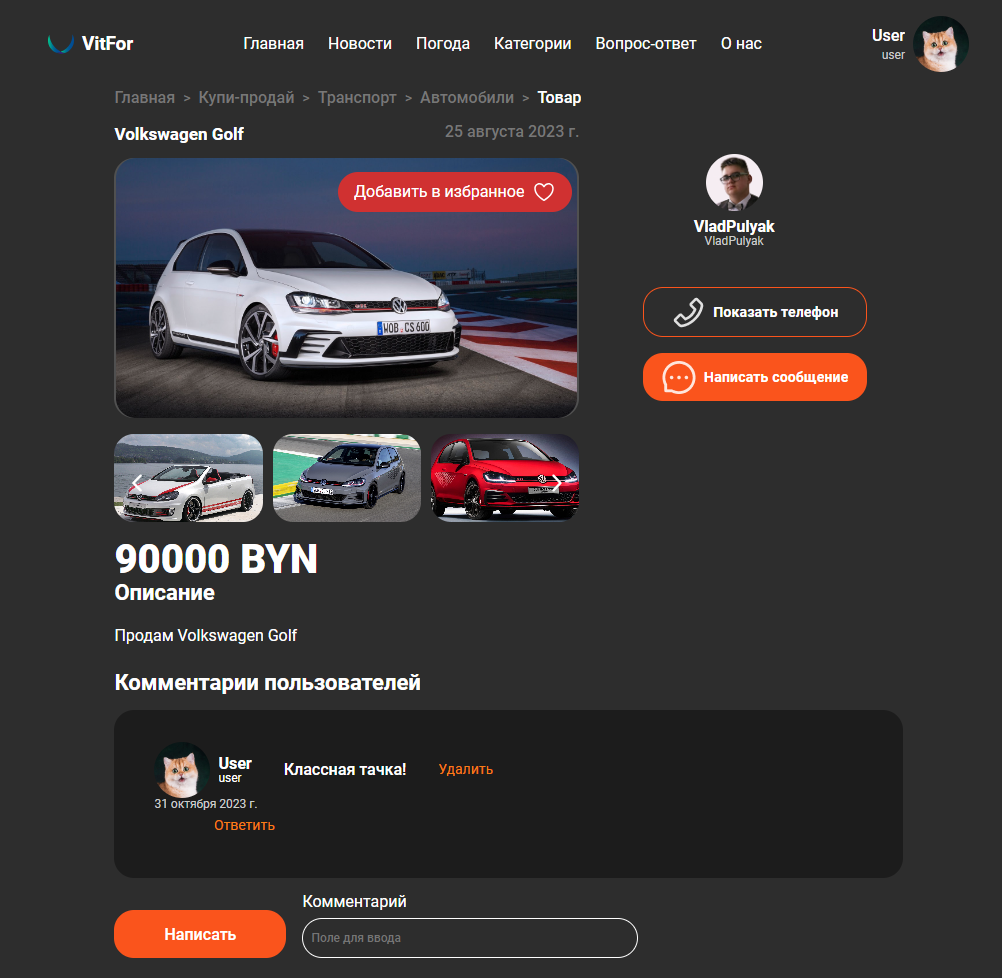 VitFor
Главная Новости Погода Категории Вопрос-ответ О нас
User
user
Главная > Купи-продай > Транспорт > Автомобили > Товар
Volkswagen Golf
25 августа 2023 г.
Добавить в избранное
WOB CS 600
VladPulyak
VladPulyak
Показать телефон
Написать сообщение
90000 BYN
Описание
Продам Volkswagen Golf
Комментарии пользователей
User
user
Классная тачка!
Удалить
31 октября 2023 г.
Ответить
Комментарий
Написать
Поле для ввода